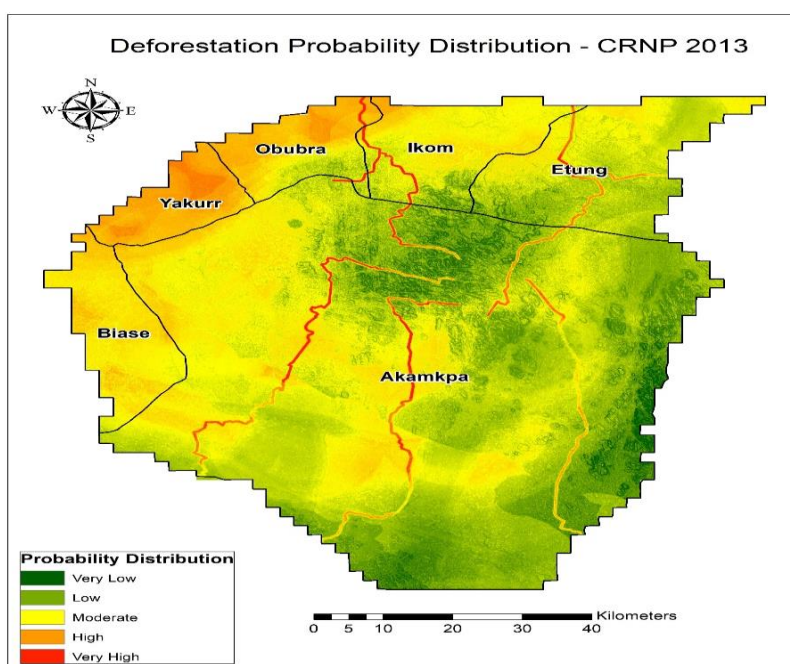 Deforestation Probability Distribution - CRNP 2013
N
W E
S
Obubra
Ikom
Etung
Yakurr
Biase
Akamkpa
Probability Distribution
Very Low
Low
Moderate
High
Very High
Kilometers
0 5 10 20 30 40